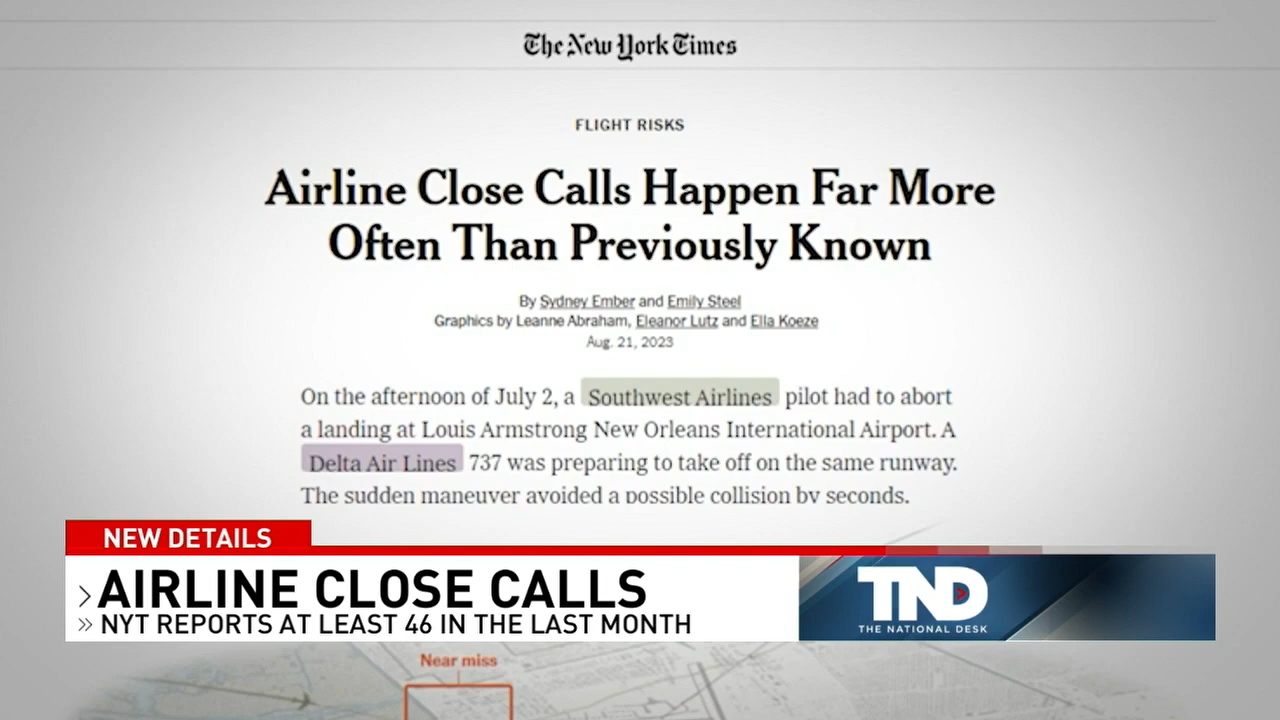 The New York Times
FLIGHT RISKS
Airline Close Calls Happen Far More
Often Than Previously Known
By Sydney Ember and Emily Steel
Graphics by Leanne Abraham, Eleanor Lutz and Ella Koeze
Aug. 21, 2023
On the afternoon of July 2, a Southwest Airlines pilot had to abort
a landing at Louis Armstrong New Orleans International Airport. A
Delta Air Lines 737 was preparing to take off on the same runway.
The sudden maneuver avoided a possible collision by seconds.
NEW DETAILS
AIRLINE CLOSE CALLS
NYT REPORTS AT LEAST 46 IN THE LAST MONTH
TND
THE NATIONAL DESK
Near miss